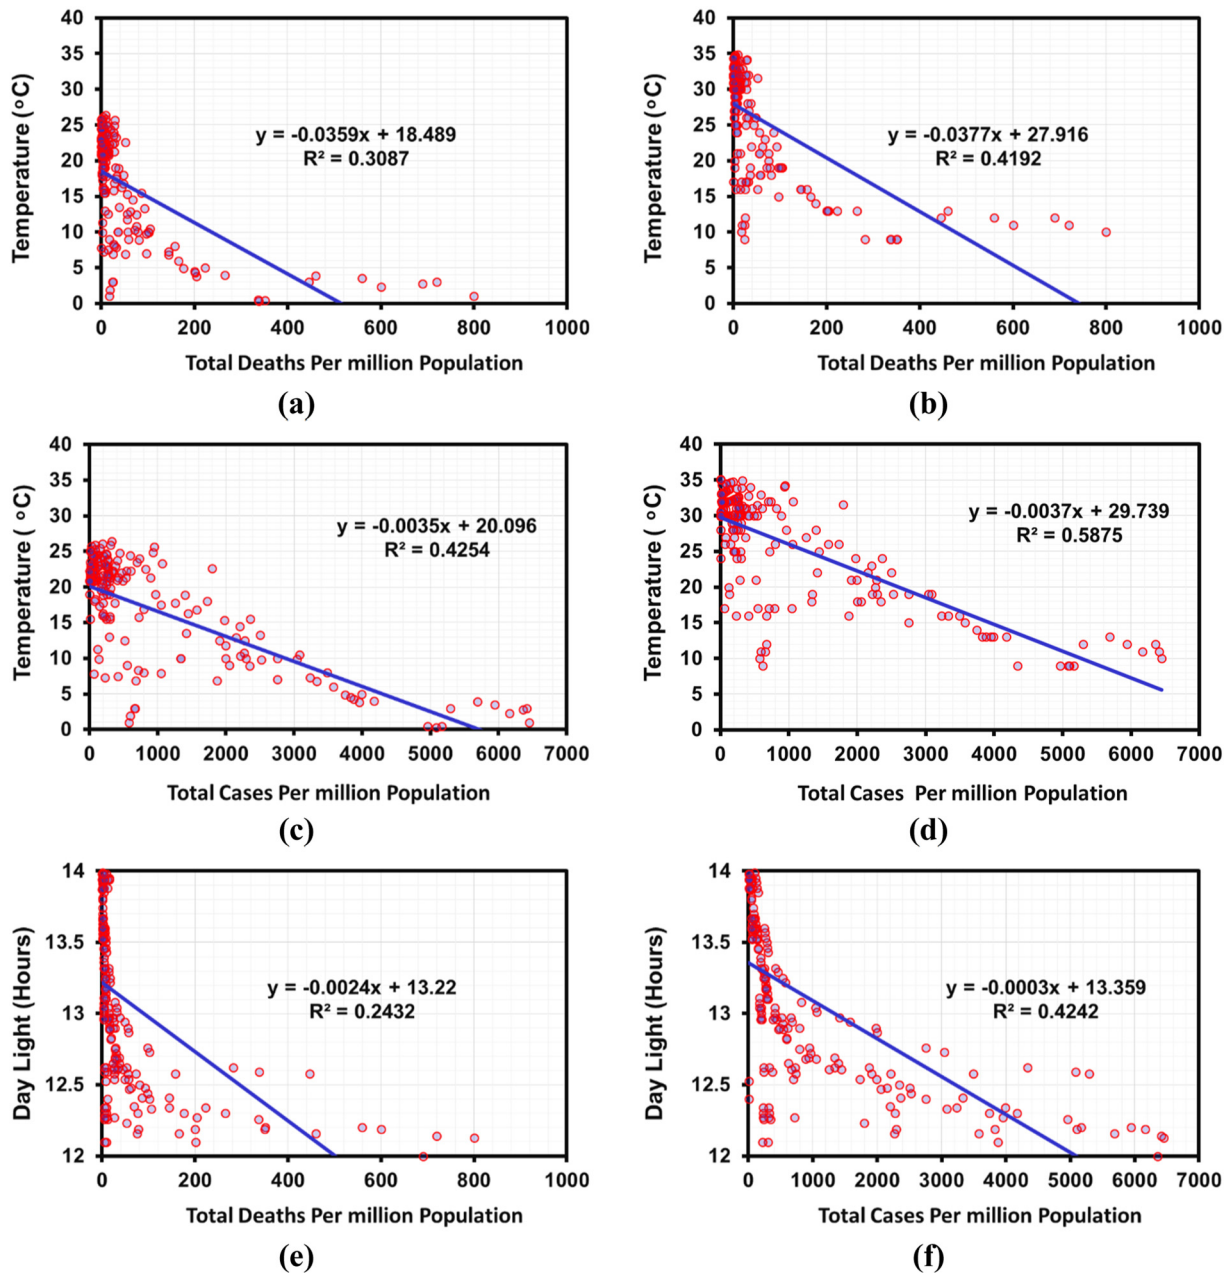 40
35
30
25
20
15
10
5
0
Temperature (°C)
y = -0.0359x + 18.489
R² = 0.3087
0 200 400 600 800 1000
Total Deaths Per million Population
(a)
40
35
30
25
20
15
10
5
0
Temperature (°C)
y = -0.0377x + 27.916
R² = 0.4192
0 200 400 600 800 1000
Total Deaths Per million Population
(b)
40
35
30
25
20
15
10
5
0
Temperature ( °C)
y = -0.0035x + 20.096
R² = 0.4254
0 1000 2000 3000 4000 5000 6000 7000
Total Cases Per million Population
(c)
40
35
30
25
20
15
10
5
0
Temperature ( °C)
y = -0.0037x + 29.739
R² = 0.5875
0 1000 2000 3000 4000 5000 6000 7000
Total Cases Per million Population
(d)
14
13.5
13
12.5
12
Day Light (Hours)
y = -0.0024x + 13.22
R² = 0.2432
0 200 400 600 800 1000
Total Deaths Per million Population
(e)
14
13.5
13
12.5
12
Day Light (Hours)
y = -0.0003x + 13.359
R² = 0.4242
0 1000 2000 3000 4000 5000 6000 7000
Total Cases Per million Population
(f)